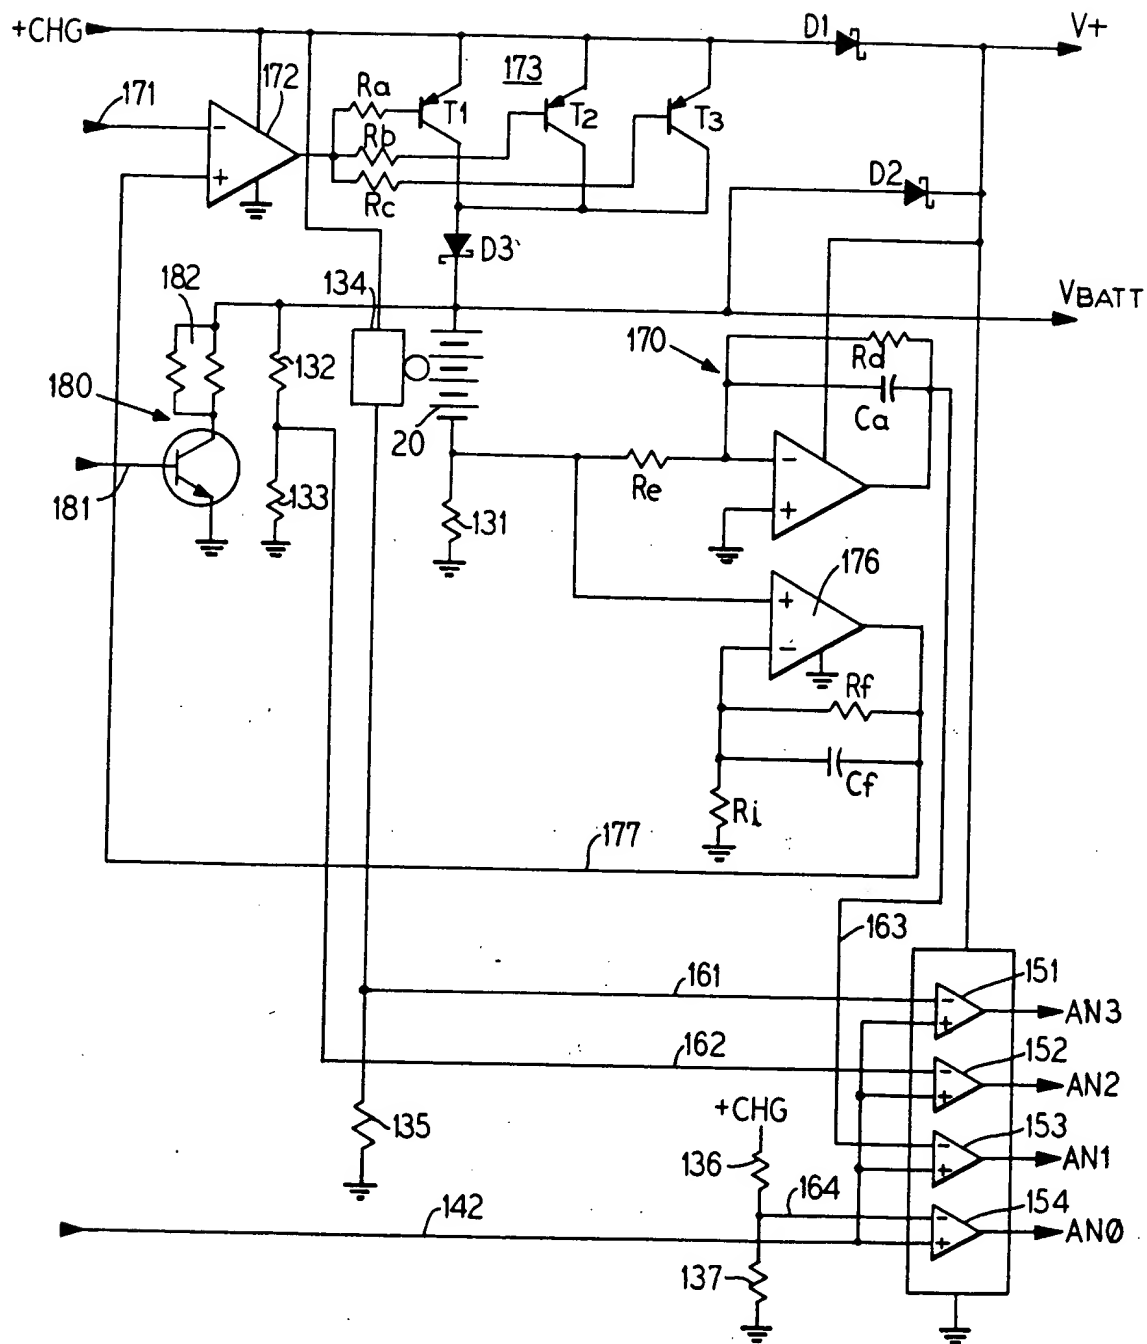 +CHG
D1
V+
171
172
Ra
173
T1
T2
T3
Rb
Rc
D2
D3
182
134
VBATT
132
170
Rd
180
Ca
20
181
133
131
Re
176
Rf
Cf
Ri
177
163
161
151
AN3
162
152
AN2
+CHG
135
153
136
AN1
164
142
154
AN0
137